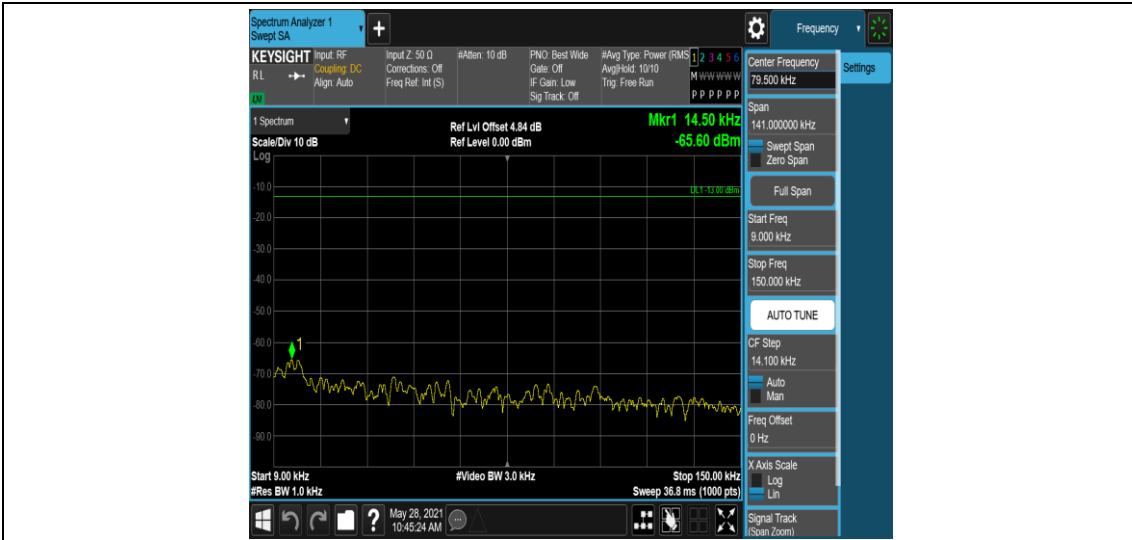 Spectrum Analyzer 1
Swept SA
+
Frequency
KEYSIGHT
RL
LXI
Input: RF
Coupling: DC
Align: Auto
Input Z: 50 Ω
Corrections: Off
Freq Ref: Int (S)
#Atten: 10 dB
PNO: Best Wide
Gate: Off
IF Gain: Low
Sig Track: Off
#Avg Type: Power (RMS
Avg|Hold: 10/10
Trig: Free Run
1 2 3 4 5 6
M W W W W W
P P P P P P
1 Spectrum
Scale/Div 10 dB
Log
Ref Lvl Offset 4.84 dB
Ref Level 0.00 dBm
Mkr1 14.50 kHz
-65.60 dBm
DL1 -13.00 dBm
-10.0
-20.0
-30.0
-40.0
-50.0
-60.0
1
-70.0
-80.0
-90.0
Start 9.00 kHz
#Res BW 1.0 kHz
#Video BW 3.0 kHz
Stop 150.00 kHz
Sweep 36.8 ms (1000 pts)
?
May 28, 2021
10:45:24 AM
Center Frequency
79.500 kHz
Span
141.000000 kHz
Swept Span
Zero Span
Full Span
Start Freq
9.000 kHz
Stop Freq
150.000 kHz
AUTO TUNE
CF Step
14.100 kHz
Auto
Man
Freq Offset
0 Hz
X Axis Scale
Log
Lin
Signal Track
(Span Zoom)
Settings